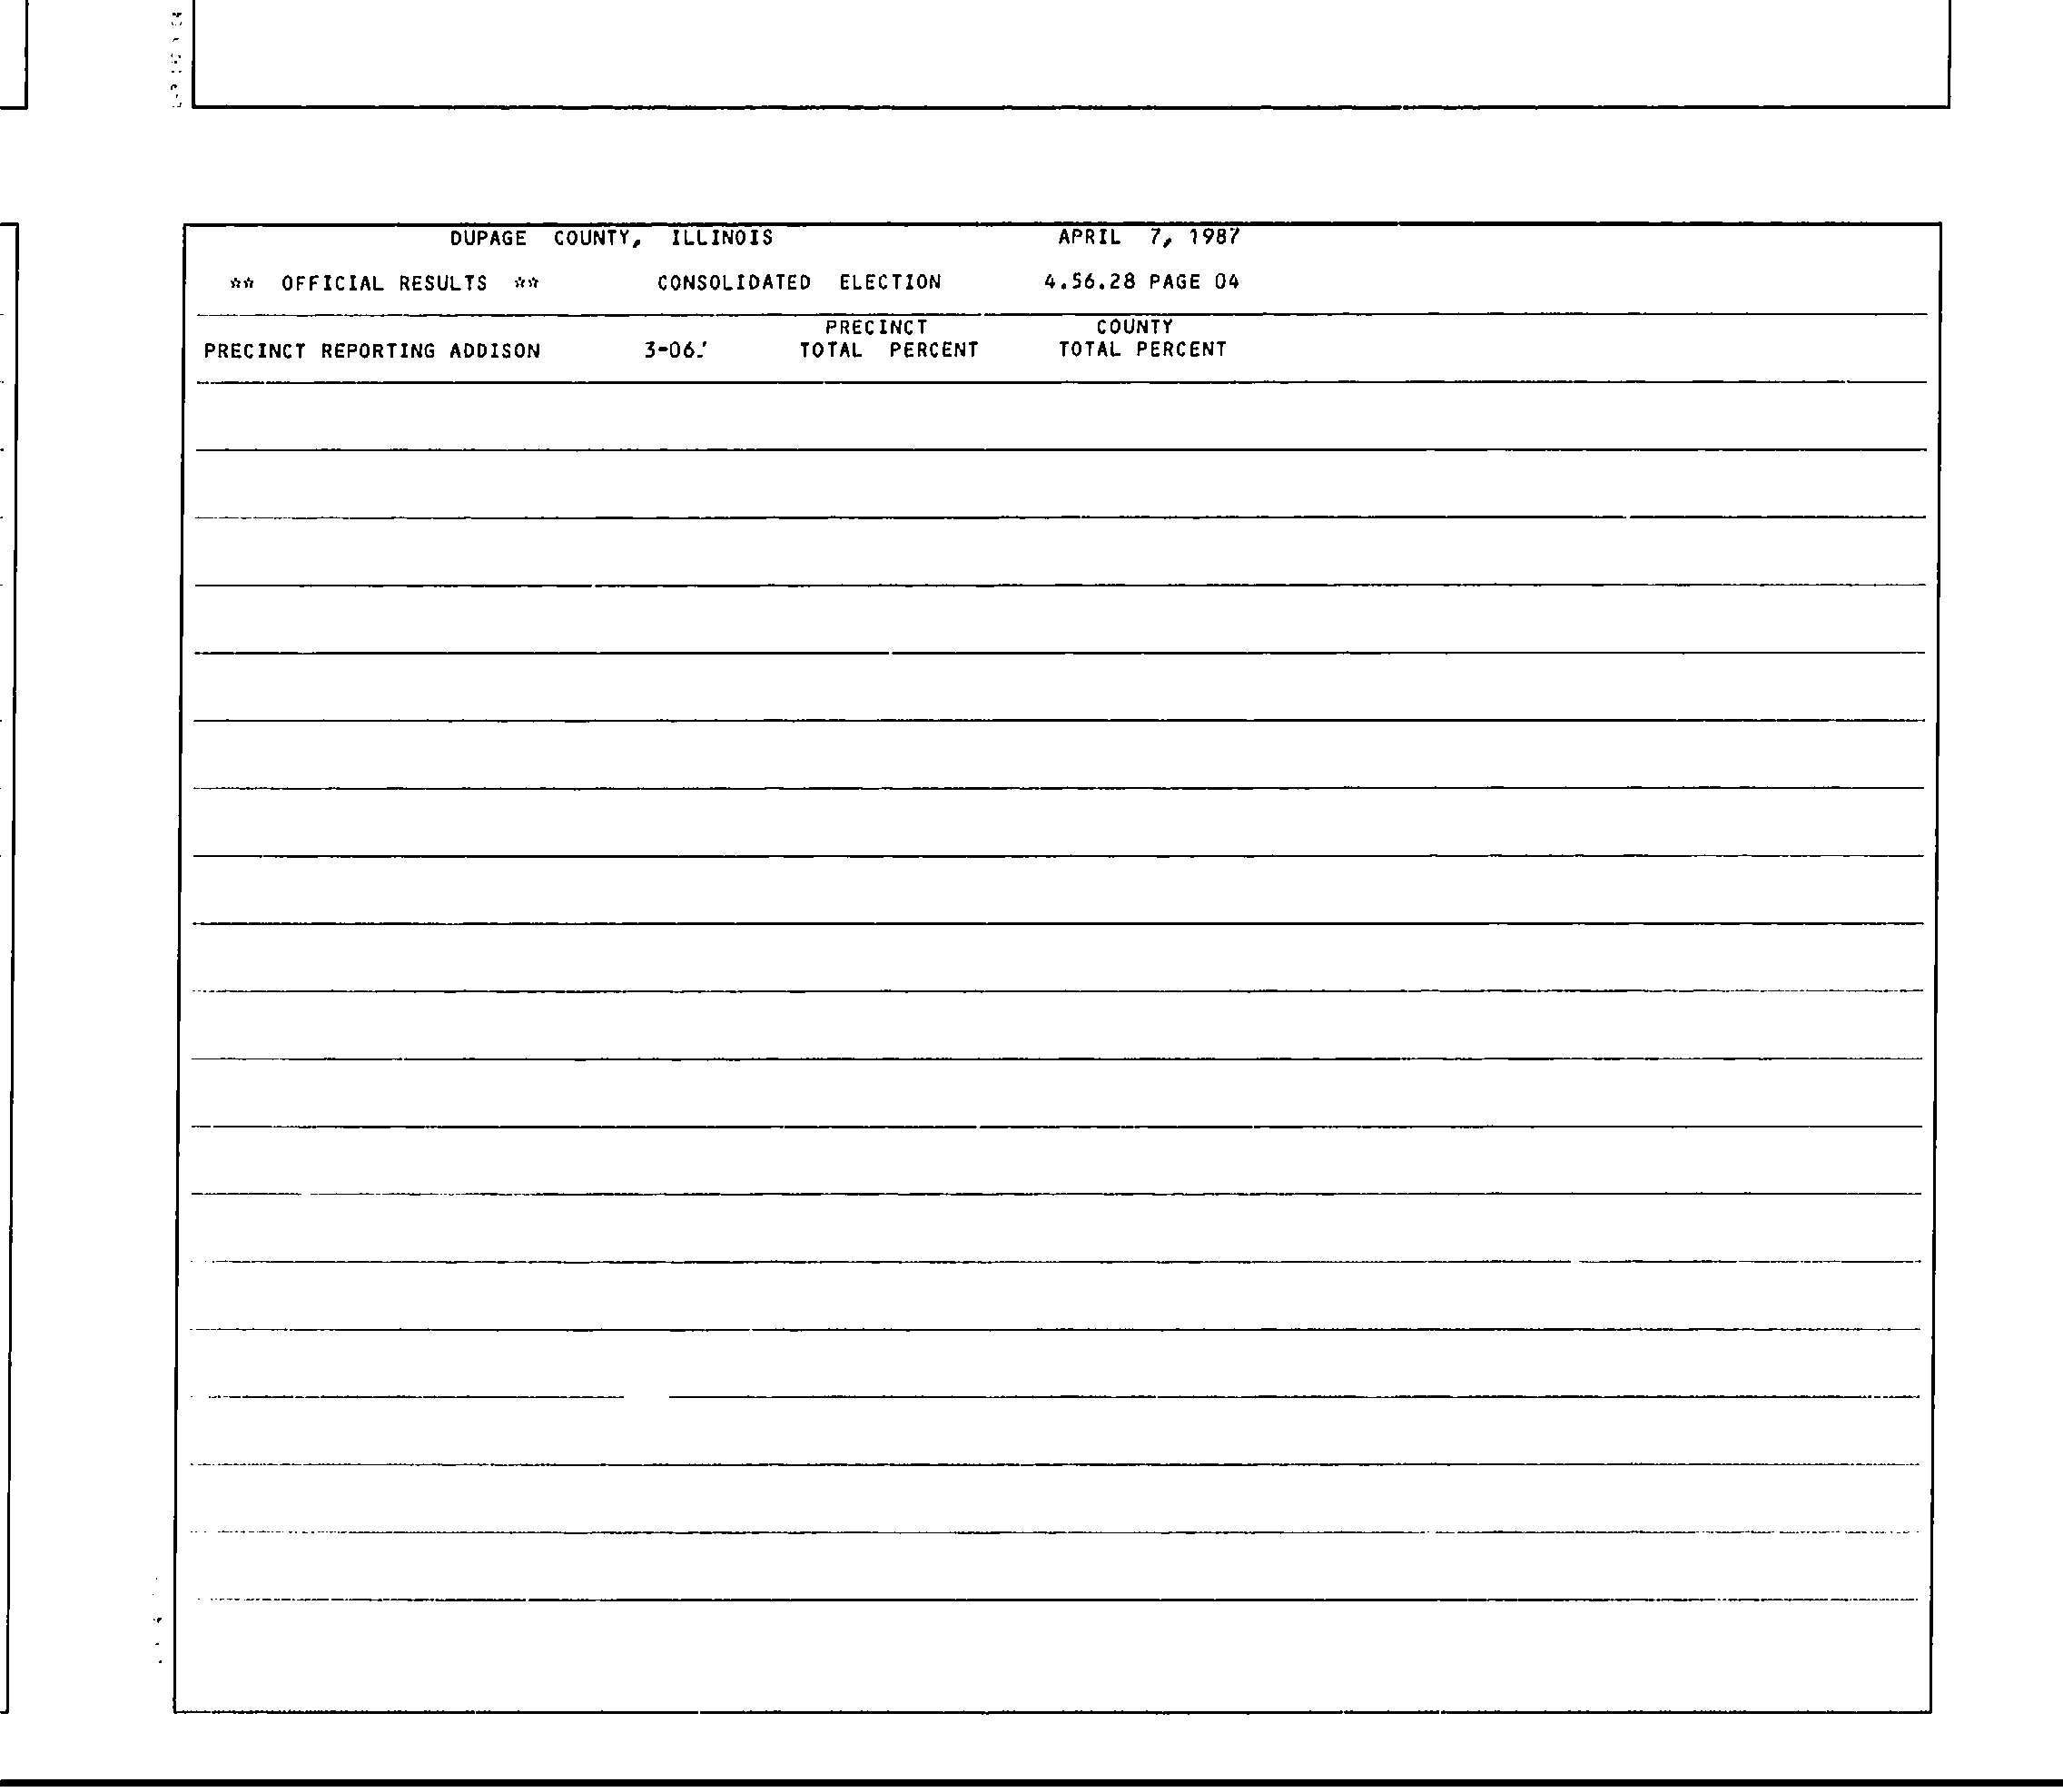 DUPAGE COUNTY, ILLINOIS APRIL 7, 1987
** OFFICIAL RESULTS ** CONSOLIDATED ELECTION 4.56.28 PAGE 04
PRECINCT COUNTY
PRECINCT REPORTING ADDISON 3-06. TOTAL PERCENT TOTAL PERCENT